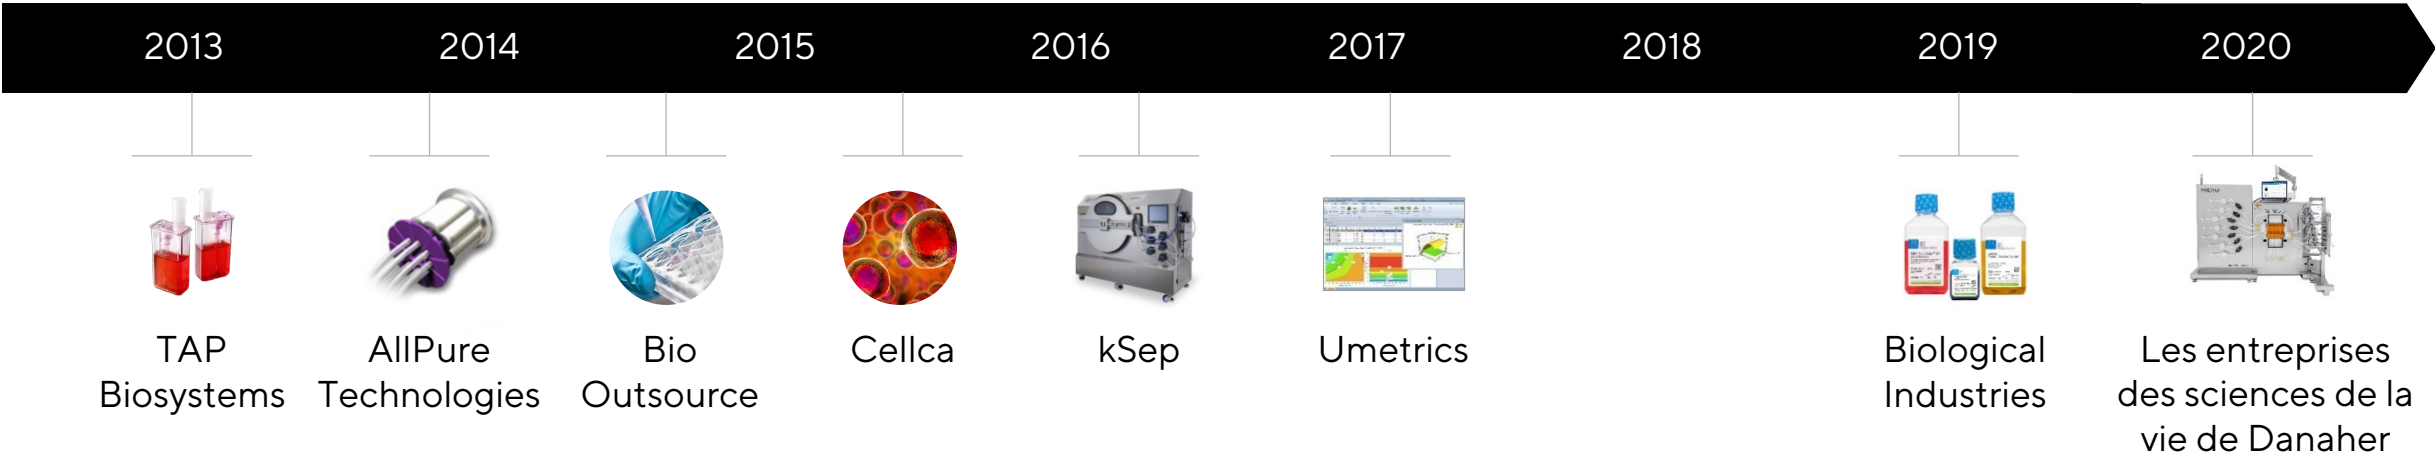 2013 2014 2015 2016 2017 2018 2019 2020
TAP
Biosystems
AllPure
Technologies
Bio
Outsource
Cellca
kSep
Umetrics
Biological
Industries
Les entreprises
des sciences de la
vie de Danaher